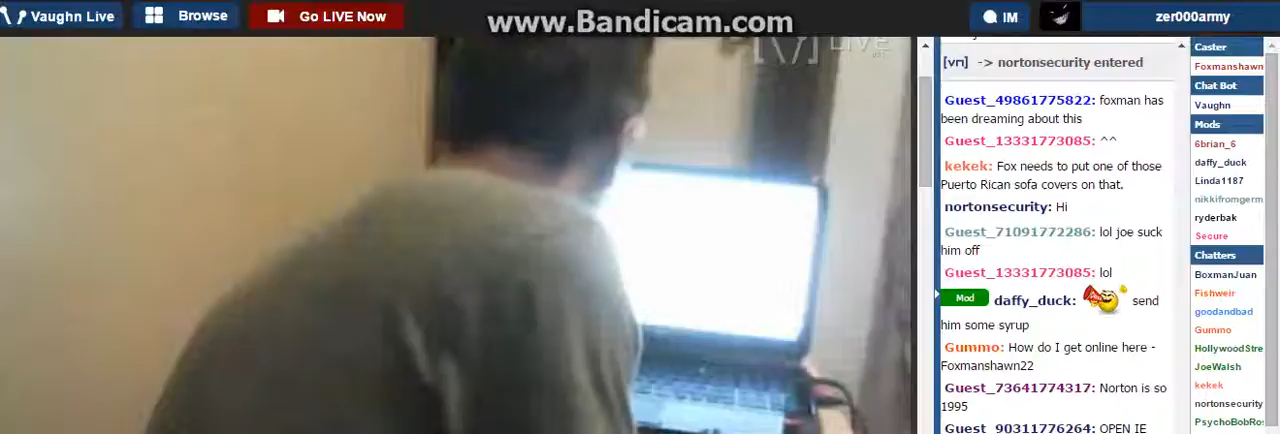 Vaughn Live
Browse
Go LIVE Now
www.Bandicam.com
IM
zer000army
LIVE
[vn] -> nortonsecurity entered
Guest_49861775822: foxman has
been dreaming about this
Guest_13331773085: ^^
kekek: Fox needs to put one of those
Puerto Rican sofa covers on that.
nortonsecurity: Hi
Guest_71091772286: lol joe suck
him off
Guest_13331773085: lol
Mod daffy_duck: send
him some syrup
Gummo: How do I get online here -
Foxmanshawn22
Guest_73641774317: Norton is so
1995
Guest_90311776264: OPEN IE
Caster
Foxmanshawn
Chat Bot
Vaughn
Mods
6brian_6
daffy_duck
Linda1187
nikkifromgerm
ryderbak
Secure
Chatters
BoxmanJuan
Fishweir
goodandbad
Gummo
HollywoodStre
JoeWalsh
kekek
nortonsecurity
PsychoBobRos